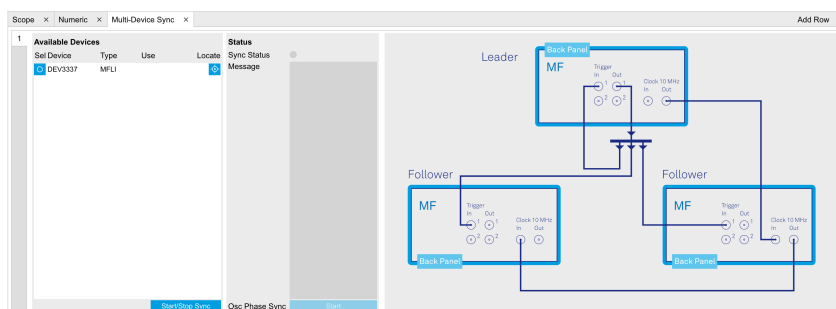 Scope × Numeric × Multi-Device Sync × Add Row
1
Available Devices
Sel Device Type Use Locate
DEV3337 MFLI
Start/Stop Sync
Status
Sync Status
Message
Osc Phase Sync Start
Leader
Back Panel
MF
Trigger
In Out
1 1
2 2
Clock 10 MHz
In Out
Follower
MF
Trigger
In Out
1 1
2 2
Clock 10 MHz
In Out
Back Panel
Follower
MF
Trigger
In Out
1 1
2 2
Clock 10 MHz
In Out
Back Panel